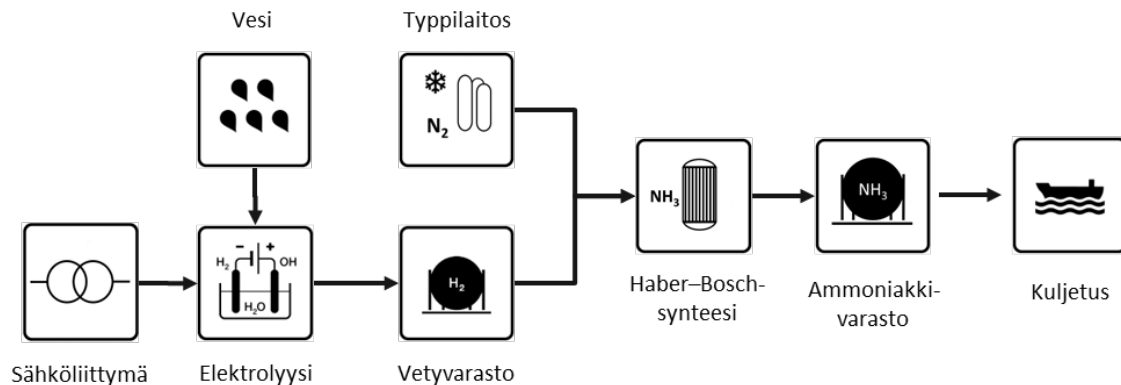 Vesi
Typpilaitos
N₂
NH₃
NH₃
H₂
− +
OH
H₂O
H₂
Haber–Bosch-
synteesi
Ammoniakki-
varasto
Kuljetus
Sähköliittymä
Elektrolyysi
Vetyvarasto